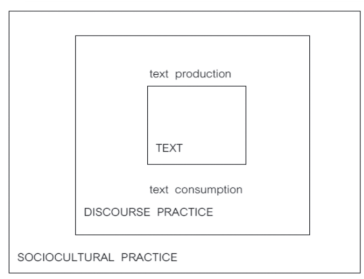 text production
TEXT
text consumption
DISCOURSE PRACTICE
SOCIOCULTURAL PRACTICE